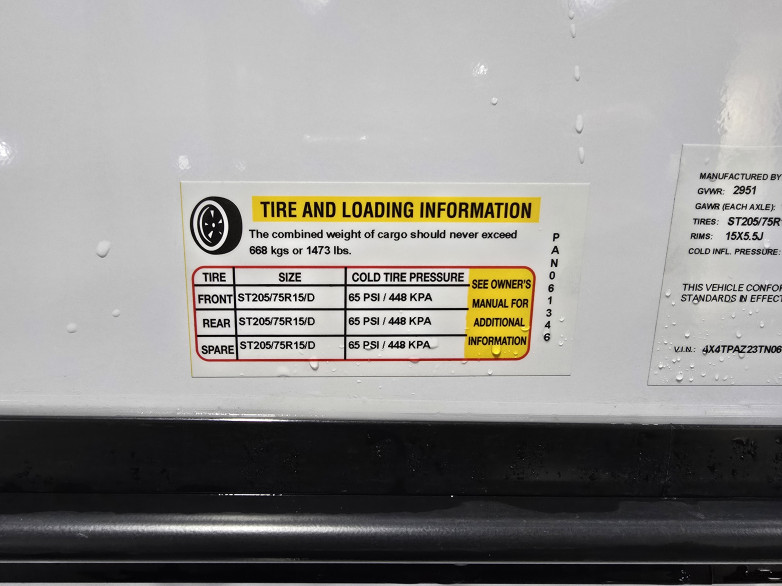 TIRE AND LOADING INFORMATION
The combined weight of cargo should never exceed
668 kgs or 1473 lbs.
TIRE SIZE COLD TIRE PRESSURE
FRONT ST205/75R15/D 65 PSI / 448 KPA
REAR ST205/75R15/D 65 PSI / 448 KPA
SPARE ST205/75R15/D 65 PSI / 448 KPA
SEE OWNER'S
MANUAL FOR
ADDITIONAL
INFORMATION
PAN061346
MANUFACTURED BY
GVWR: 2951
GAWR (EACH AXLE):
TIRES: ST205/75R
RIMS: 15X5.5J
COLD INFL. PRESSURE:
THIS VEHICLE CONFOR
STANDARDS IN EFFECT
V.I.N.: 4X4TPAZ23TN06